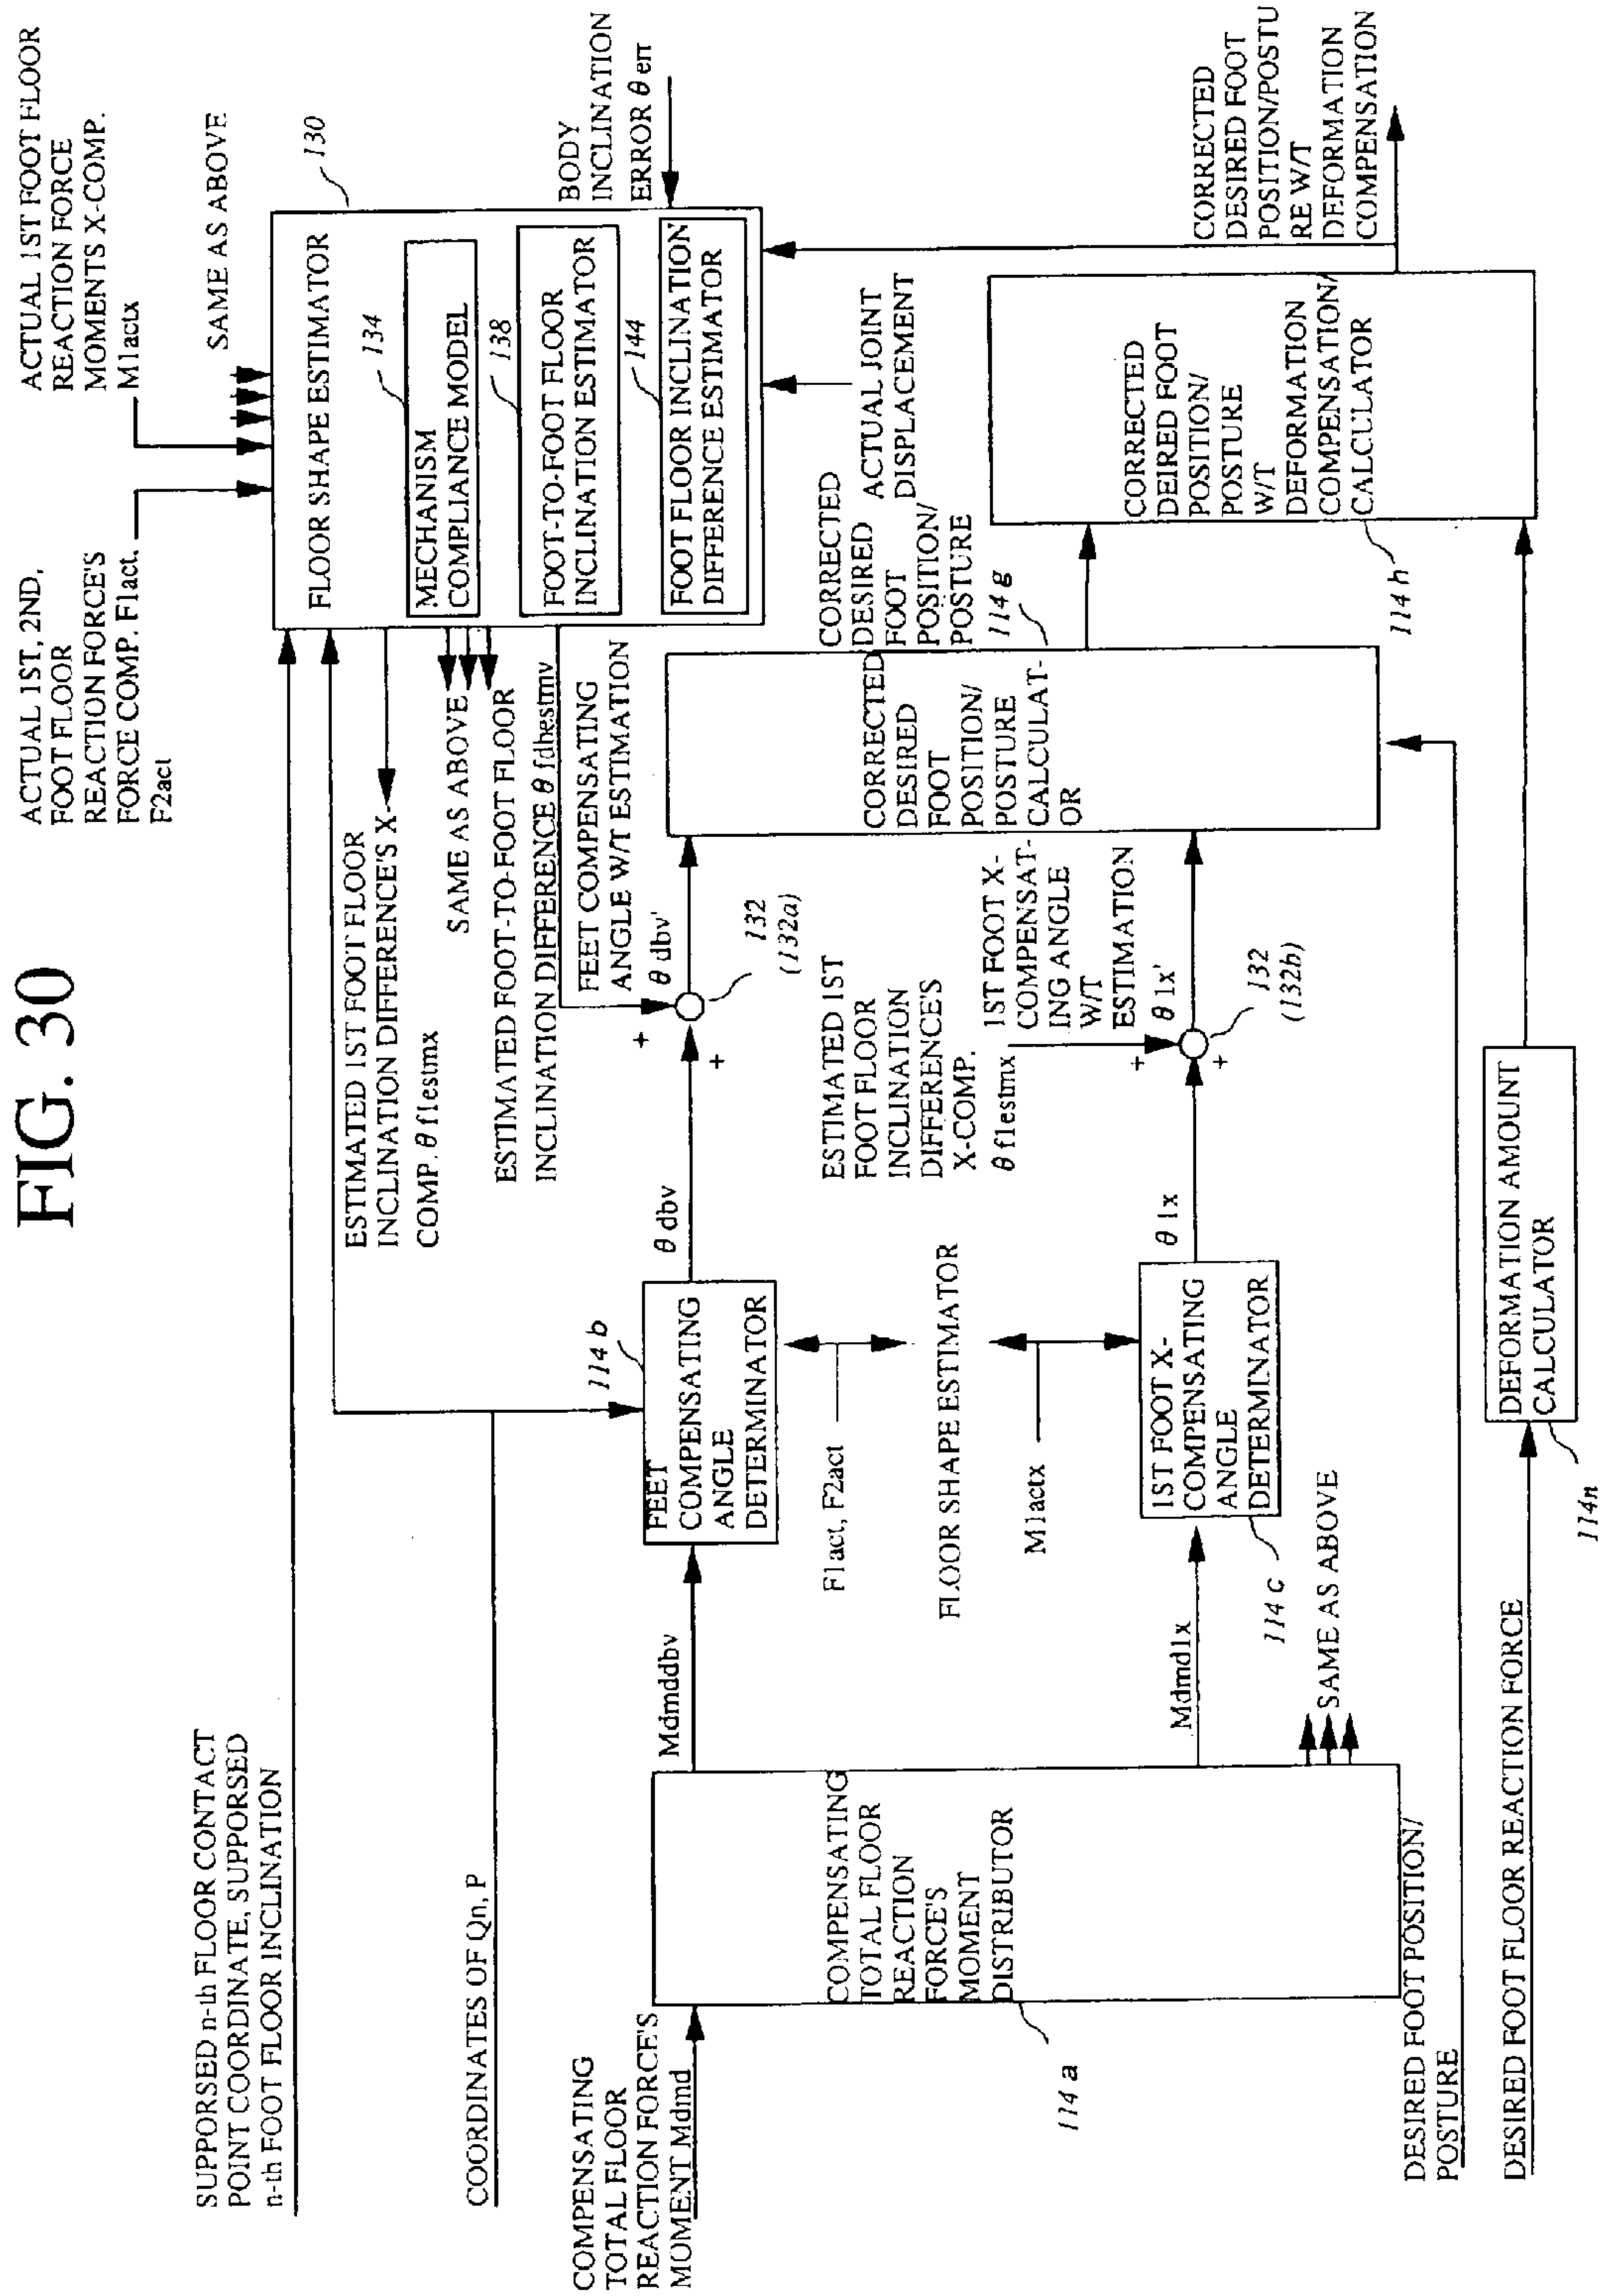 FIG. 30
ACTUAL 1ST, 2ND,
FOOT FLOOR
REACTION FORCE'S
FORCE COMP. F1act.
F2act
ACTUAL 1ST FOOT FLOOR
REACTION FORCE
MOMENTS X-COMP.
M1actx
SAME AS ABOVE
130
FLOOR SHAPE ESTIMATOR
134
MECHANISM
COMPLIANCE MODEL
138
FOOT-TO-FOOT FLOOR
INCLINATION ESTIMATOR
144
FOOT FLOOR INCLINATION
DIFFERENCE ESTIMATOR
BODY
INCLINATION
ERROR θ err
SUPPORSED n-th FLOOR CONTACT
POINT COORDINATE, SUPPORSED
n-th FOOT FLOOR INCLINATION
COORDINATES OF Qn, P
ESTIMATED 1ST FOOT FLOOR
INCLINATION DIFFERENCE'S X-
COMP. θ f1estmx
SAME AS ABOVE
ESTIMATED FOOT-TO-FOOT FLOOR
INCLINATION DIFFERENCE θ fdbestmv
FEET COMPENSATING
ANGLE W/T ESTIMATION
θ dbv'
+
+
132
(132a)
COMPENSATING
TOTAL FLOOR
REACTION FORCE'S
MOMENT Mdmd
COMPENSATING
TOTAL FLOOR
REACTION
FORCE'S
MOMENT
DISTRIBUTOR
114 a
Mdmddbv
114 b
FEET
COMPENSATING
ANGLE
DETERMINATOR
θ dbv
F1act, F2act
FLOOR SHAPE ESTIMATOR
M1actx
Mdmd1x
1ST FOOT X-
COMPENSATING
ANGLE
DETERMINATOR
114 c
θ 1x
SAME AS ABOVE
ESTIMATED 1ST
FOOT FLOOR
INCLINATION
DIFFERENCE'S
X-COMP.
θ f1estmx
1ST FOOT X-
COMPENSAT-
ING ANGLE
W/T
ESTIMATION
θ 1x'
+
+
132
(132b)
CORRECTED
DESIRED
FOOT
POSITION/
POSTURE
CALCULAT-
OR
114 g
CORRECTED
DESIRED
FOOT
POSITION/
POSTURE
ACTUAL JOINT
DISPLACEMENT
CORRECTED
DEIRED FOOT
POSITION/
POSTURE
W/T
DEFORMATION
COMPENSATION/
CALCULATOR
114 h
CORRECTED
DESIRED FOOT
POSITION/POSTU
RE W/T
DEFORMATION
COMPENSATION
DESIRED FOOT POSITION/
POSTURE
DESIRED FOOT FLOOR REACTION FORCE
DEFORMATION AMOUNT
CALCULATOR
114n